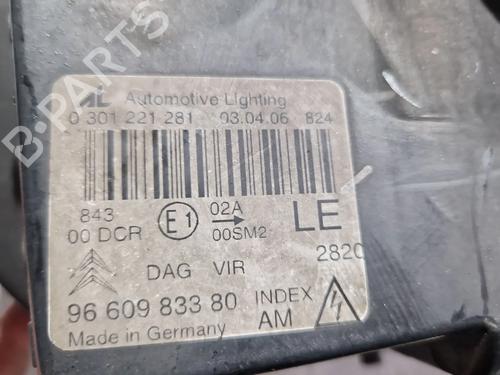 B-PARTS
AL Automotive Lighting
0 301 221 281 03.04.06 824
843 E1 02A LE
00 DCR 00SM2
2820
DAG VIR
96 609 833 80 INDEX
Made in Germany AM